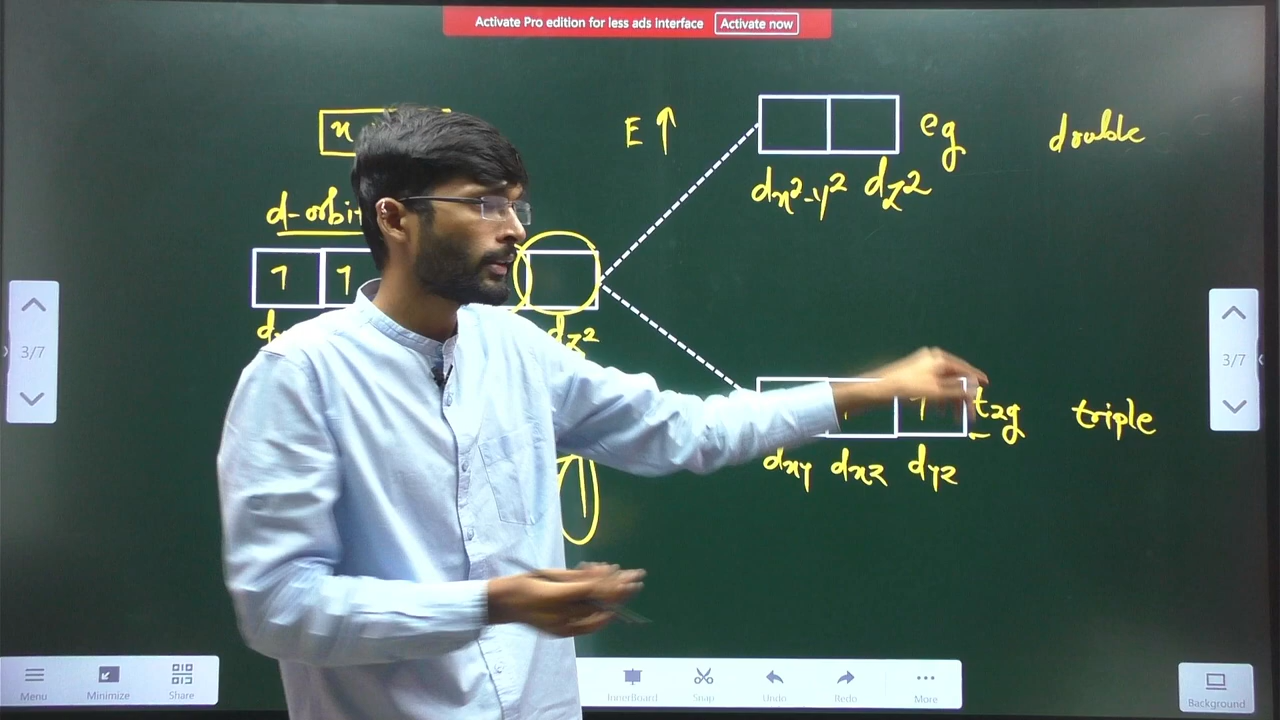 Activate Pro edition for less ads interface Activate now
E ↑
eg double
dx²-y² dz²
1 1
dz²
3/7
3/7
1 t2g triple
dxy dxz dyz
Menu Minimize Share InnerBoard Snap Undo Redo More Background